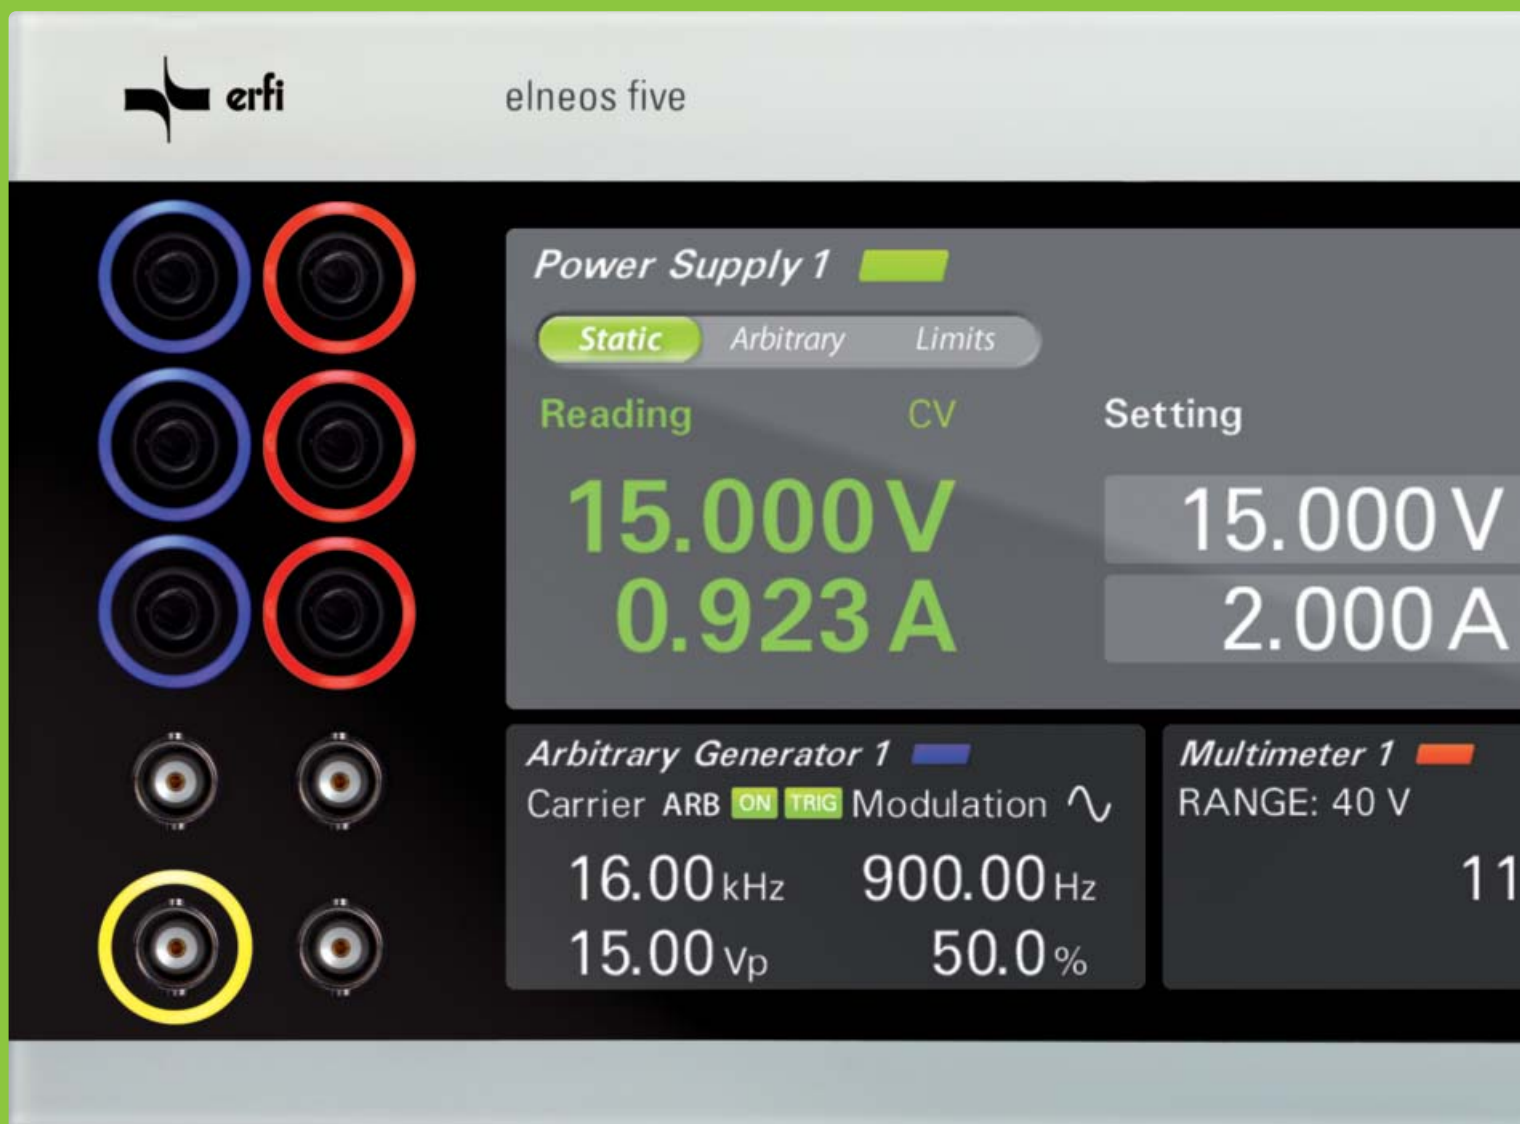 erfi
elneos five
Power Supply 1
Static Arbitrary Limits
Reading CV Setting
15.000 V 15.000 V
0.923 A 2.000 A
Arbitrary Generator 1
Carrier ARB ON TRIG Modulation
16.00 kHz 900.00 Hz
15.00 Vp 50.0 %
Multimeter 1
RANGE: 40 V
11